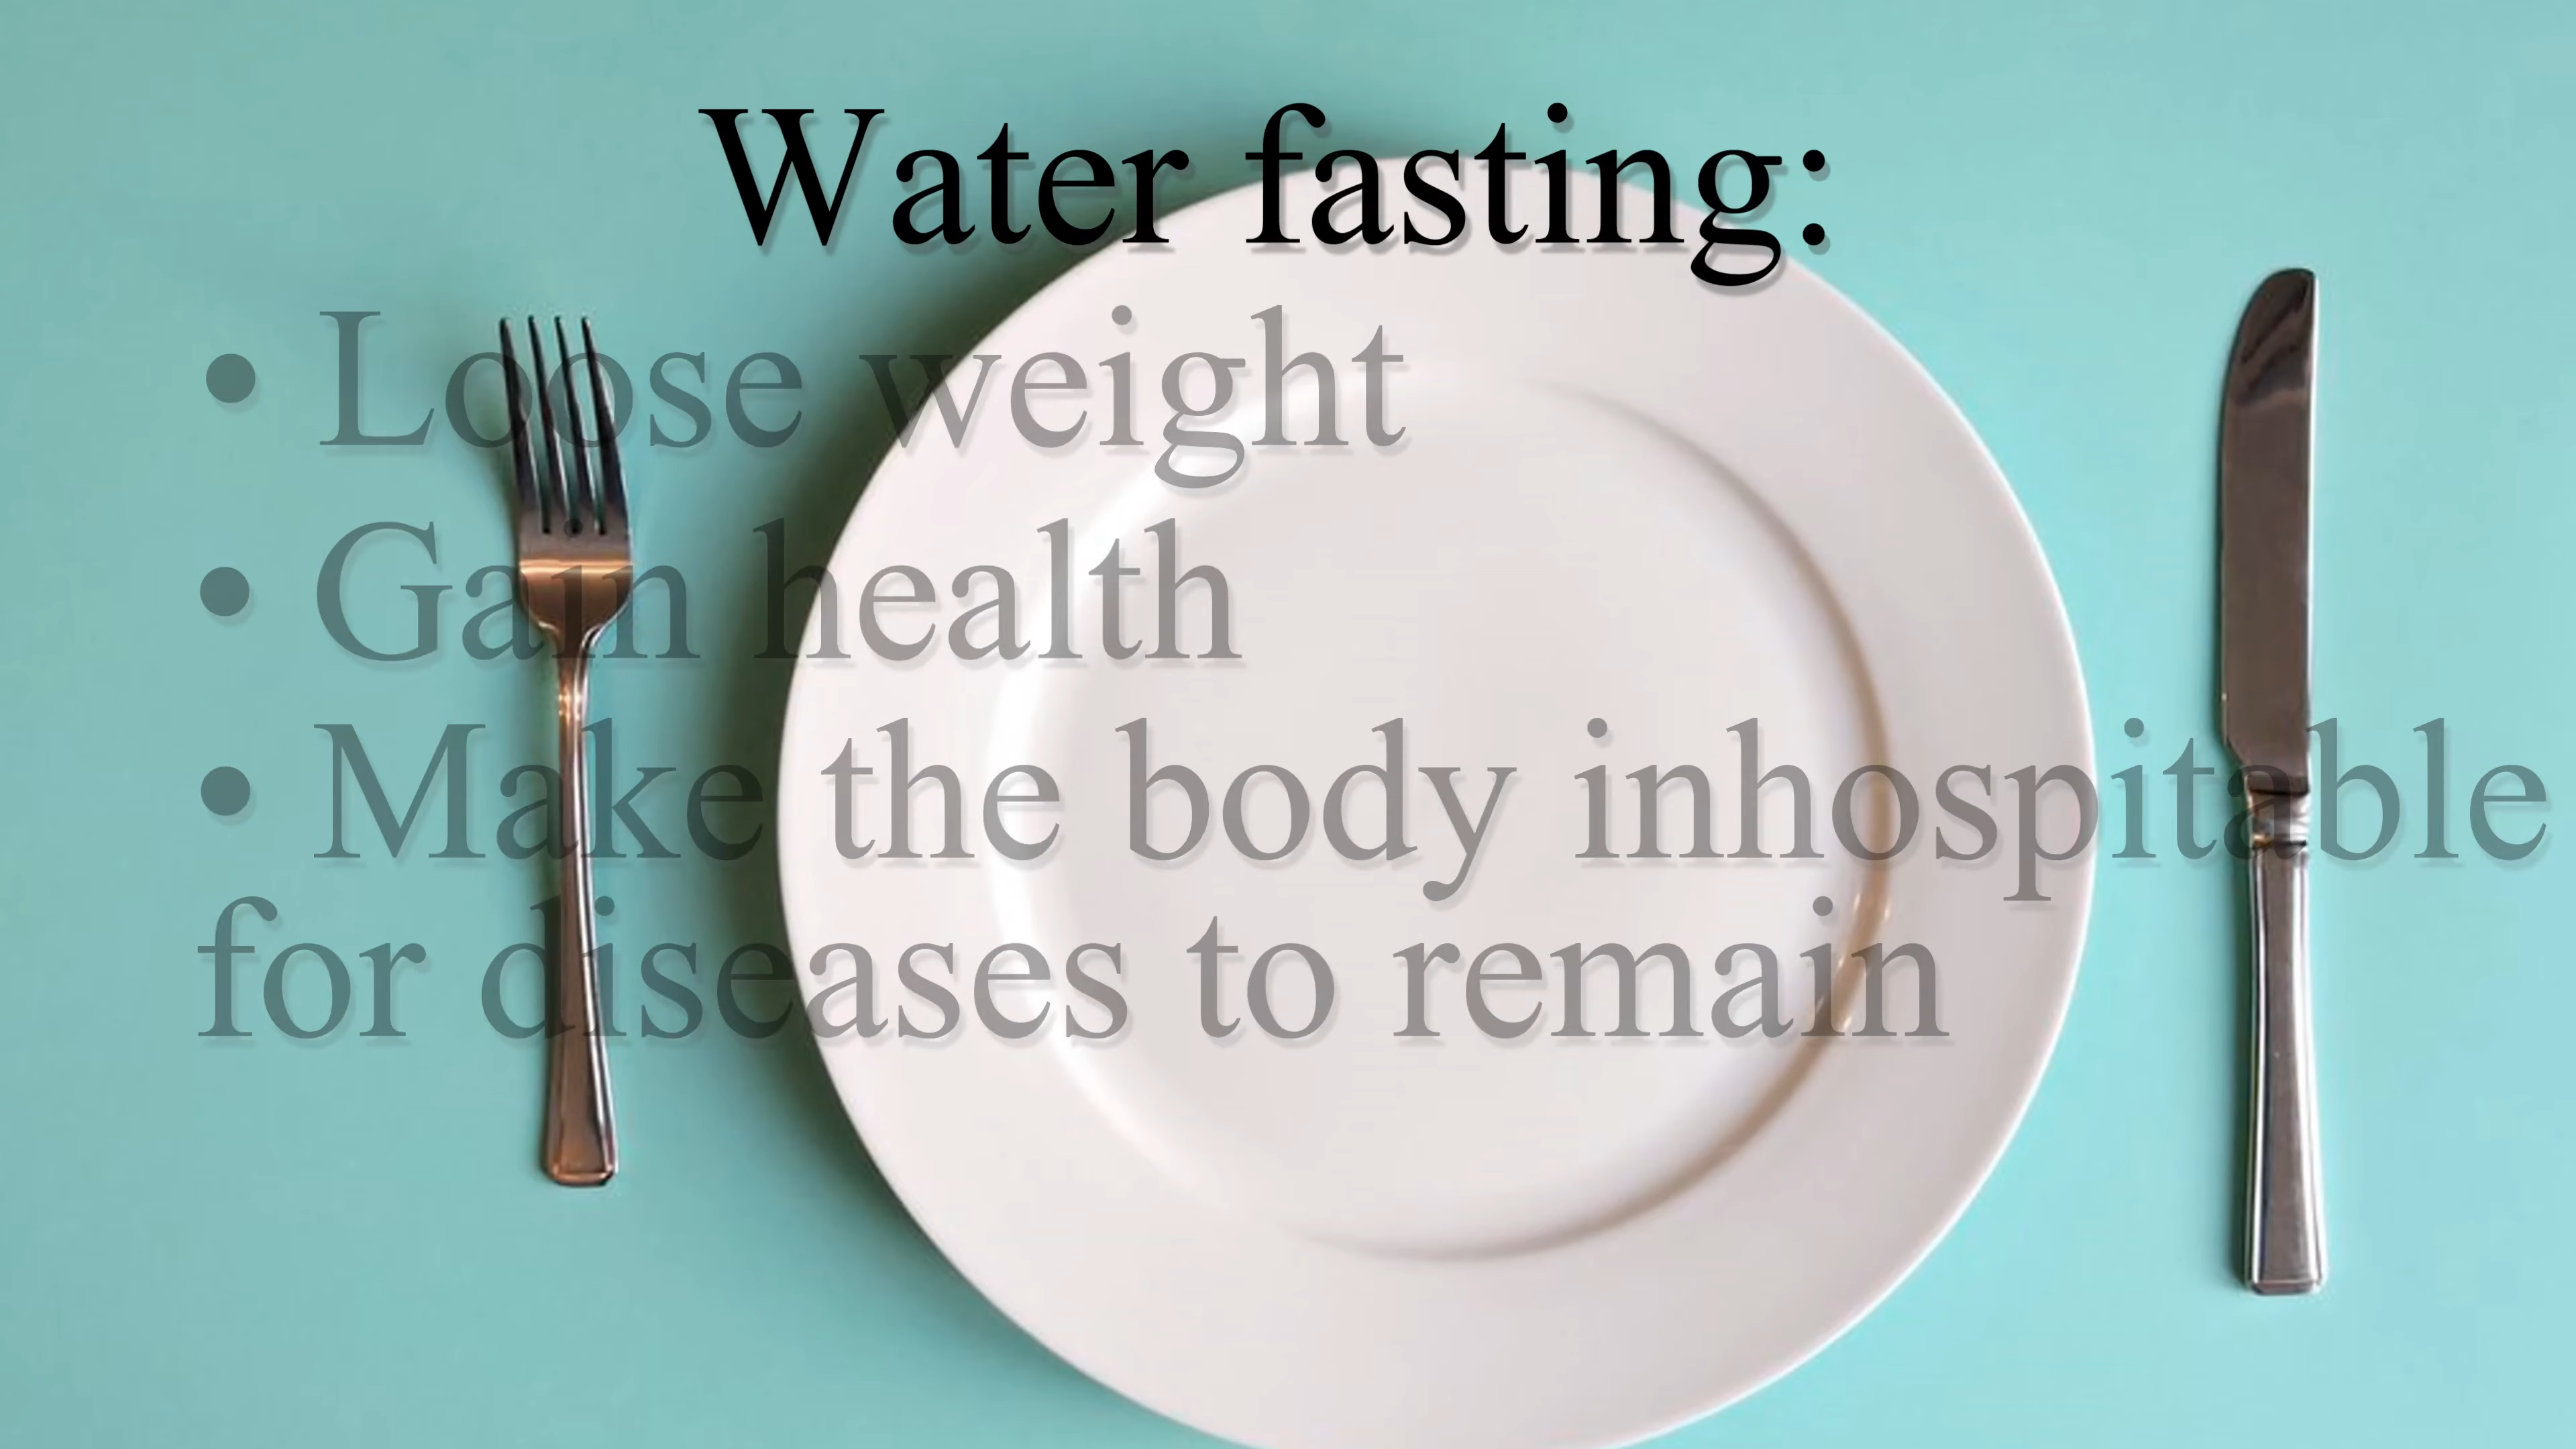 Water fasting:
• Loose weight
• Gain health
• Make the body inhospitable
for diseases to remain